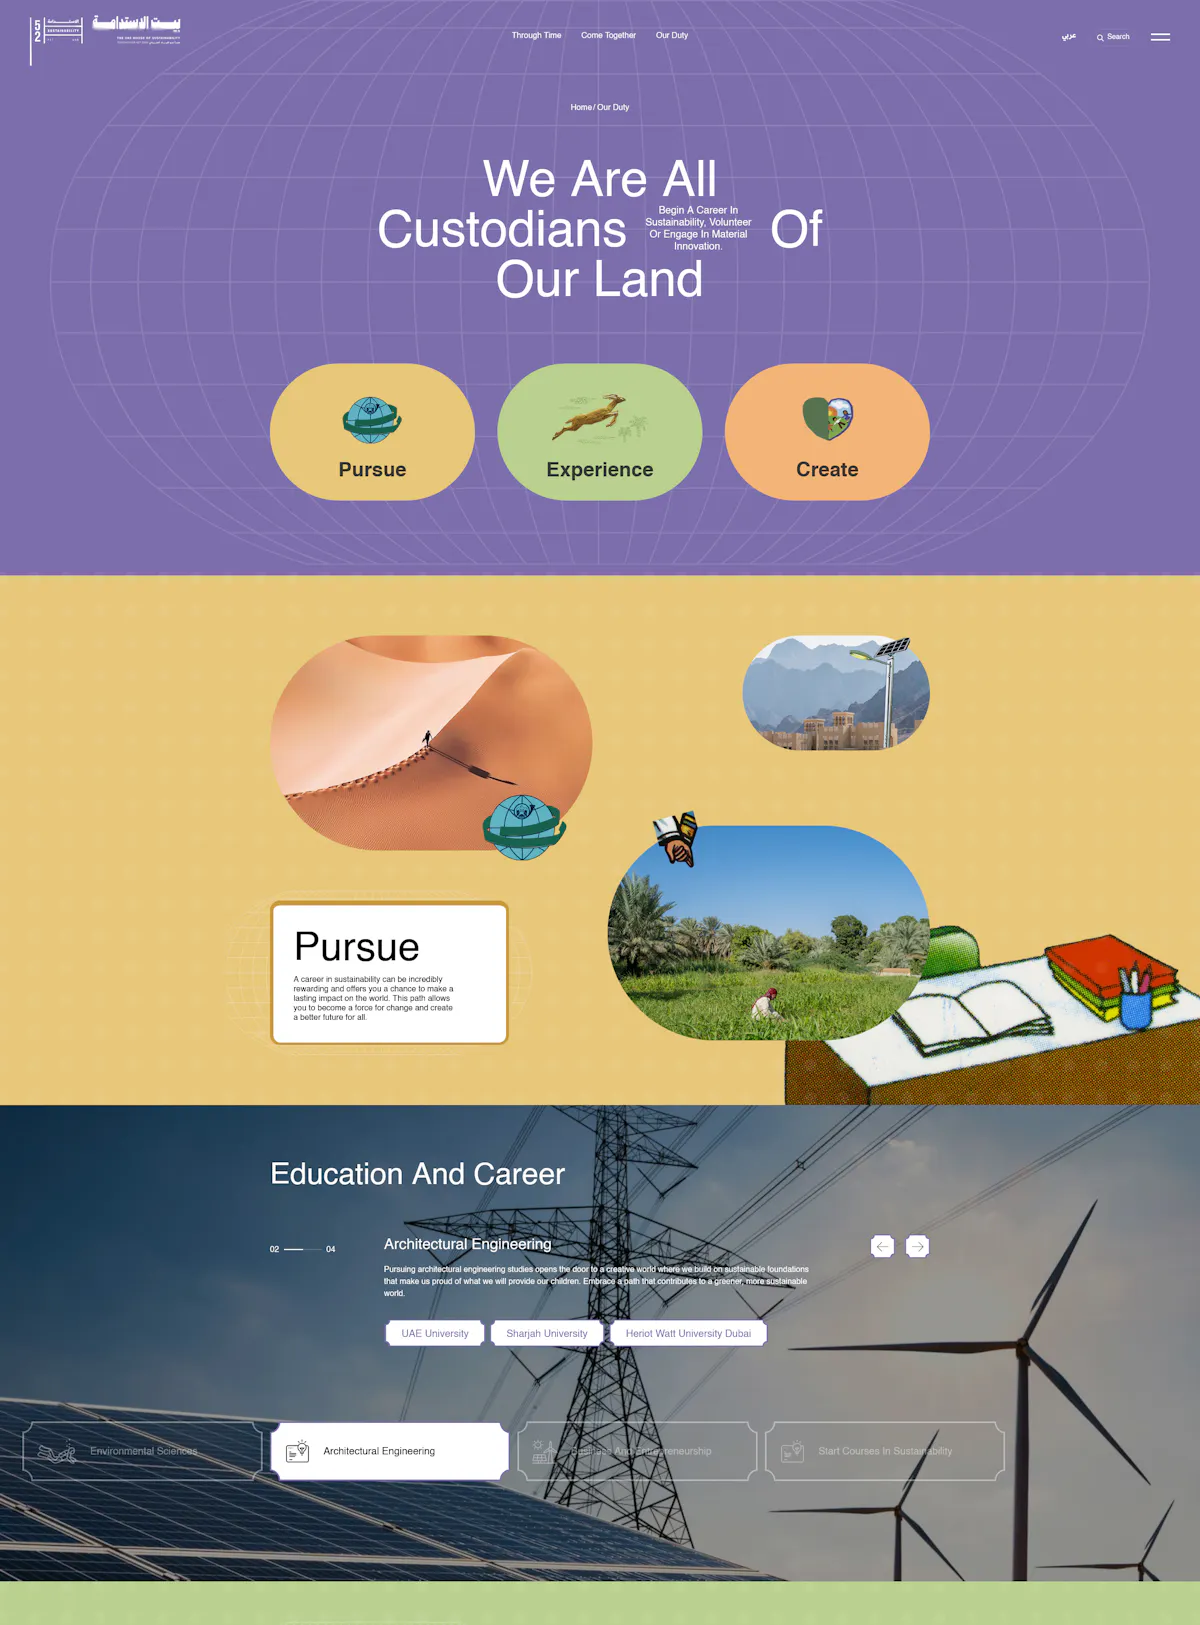 52
الاستدامة
SUSTAINABILITY
بيت الاستدامة
THE UAE HOUSE OF SUSTAINABILITY
Through Time
Come Together
Our Duty
عربي
Search
Home / Our Duty
We Are All
Custodians
Begin A Career In
Sustainability, Volunteer
Or Engage In Material
Innovation.
Of
Our Land
Pursue
Experience
Create
Pursue
A career in sustainability can be incredibly
rewarding and offers you a chance to make a
lasting impact on the world. This path allows
you to become a force for change and create
a better future for all.
Education And Career
02
04
Architectural Engineering
Pursuing architectural engineering studies opens the door to a creative world where we build on sustainable foundations
that make us proud of what we will provide our children. Embrace a path that contributes to a greener, more sustainable
world.
UAE University
Sharjah University
Heriot Watt University Dubai
Environmental Sciences
Architectural Engineering
Business And Entrepreneurship
Start Courses In Sustainability